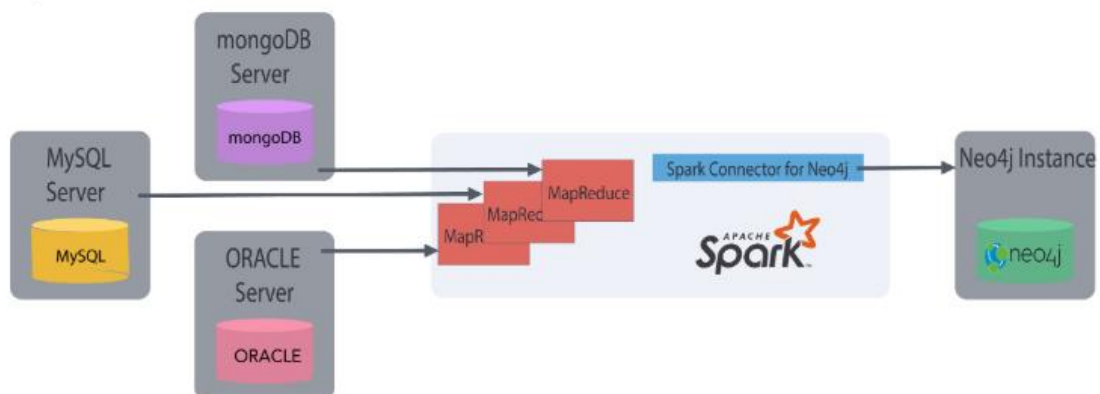 mongoDB
Server
mongoDB
MySQL
Server
MySQL
ORACLE
Server
ORACLE
MapReduce
MapRed
MapR
Spark Connector for Neo4j
APACHE
Spark
TM
Neo4j Instance
neo4j